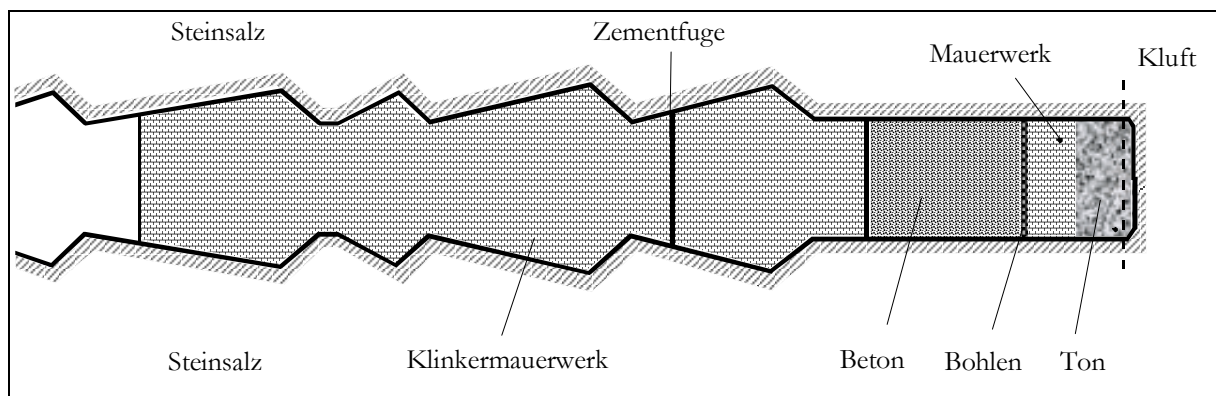 Steinsalz
Zementfuge
Mauerwerk
Kluft
Steinsalz
Klinkermauerwerk
Beton
Bohlen
Ton